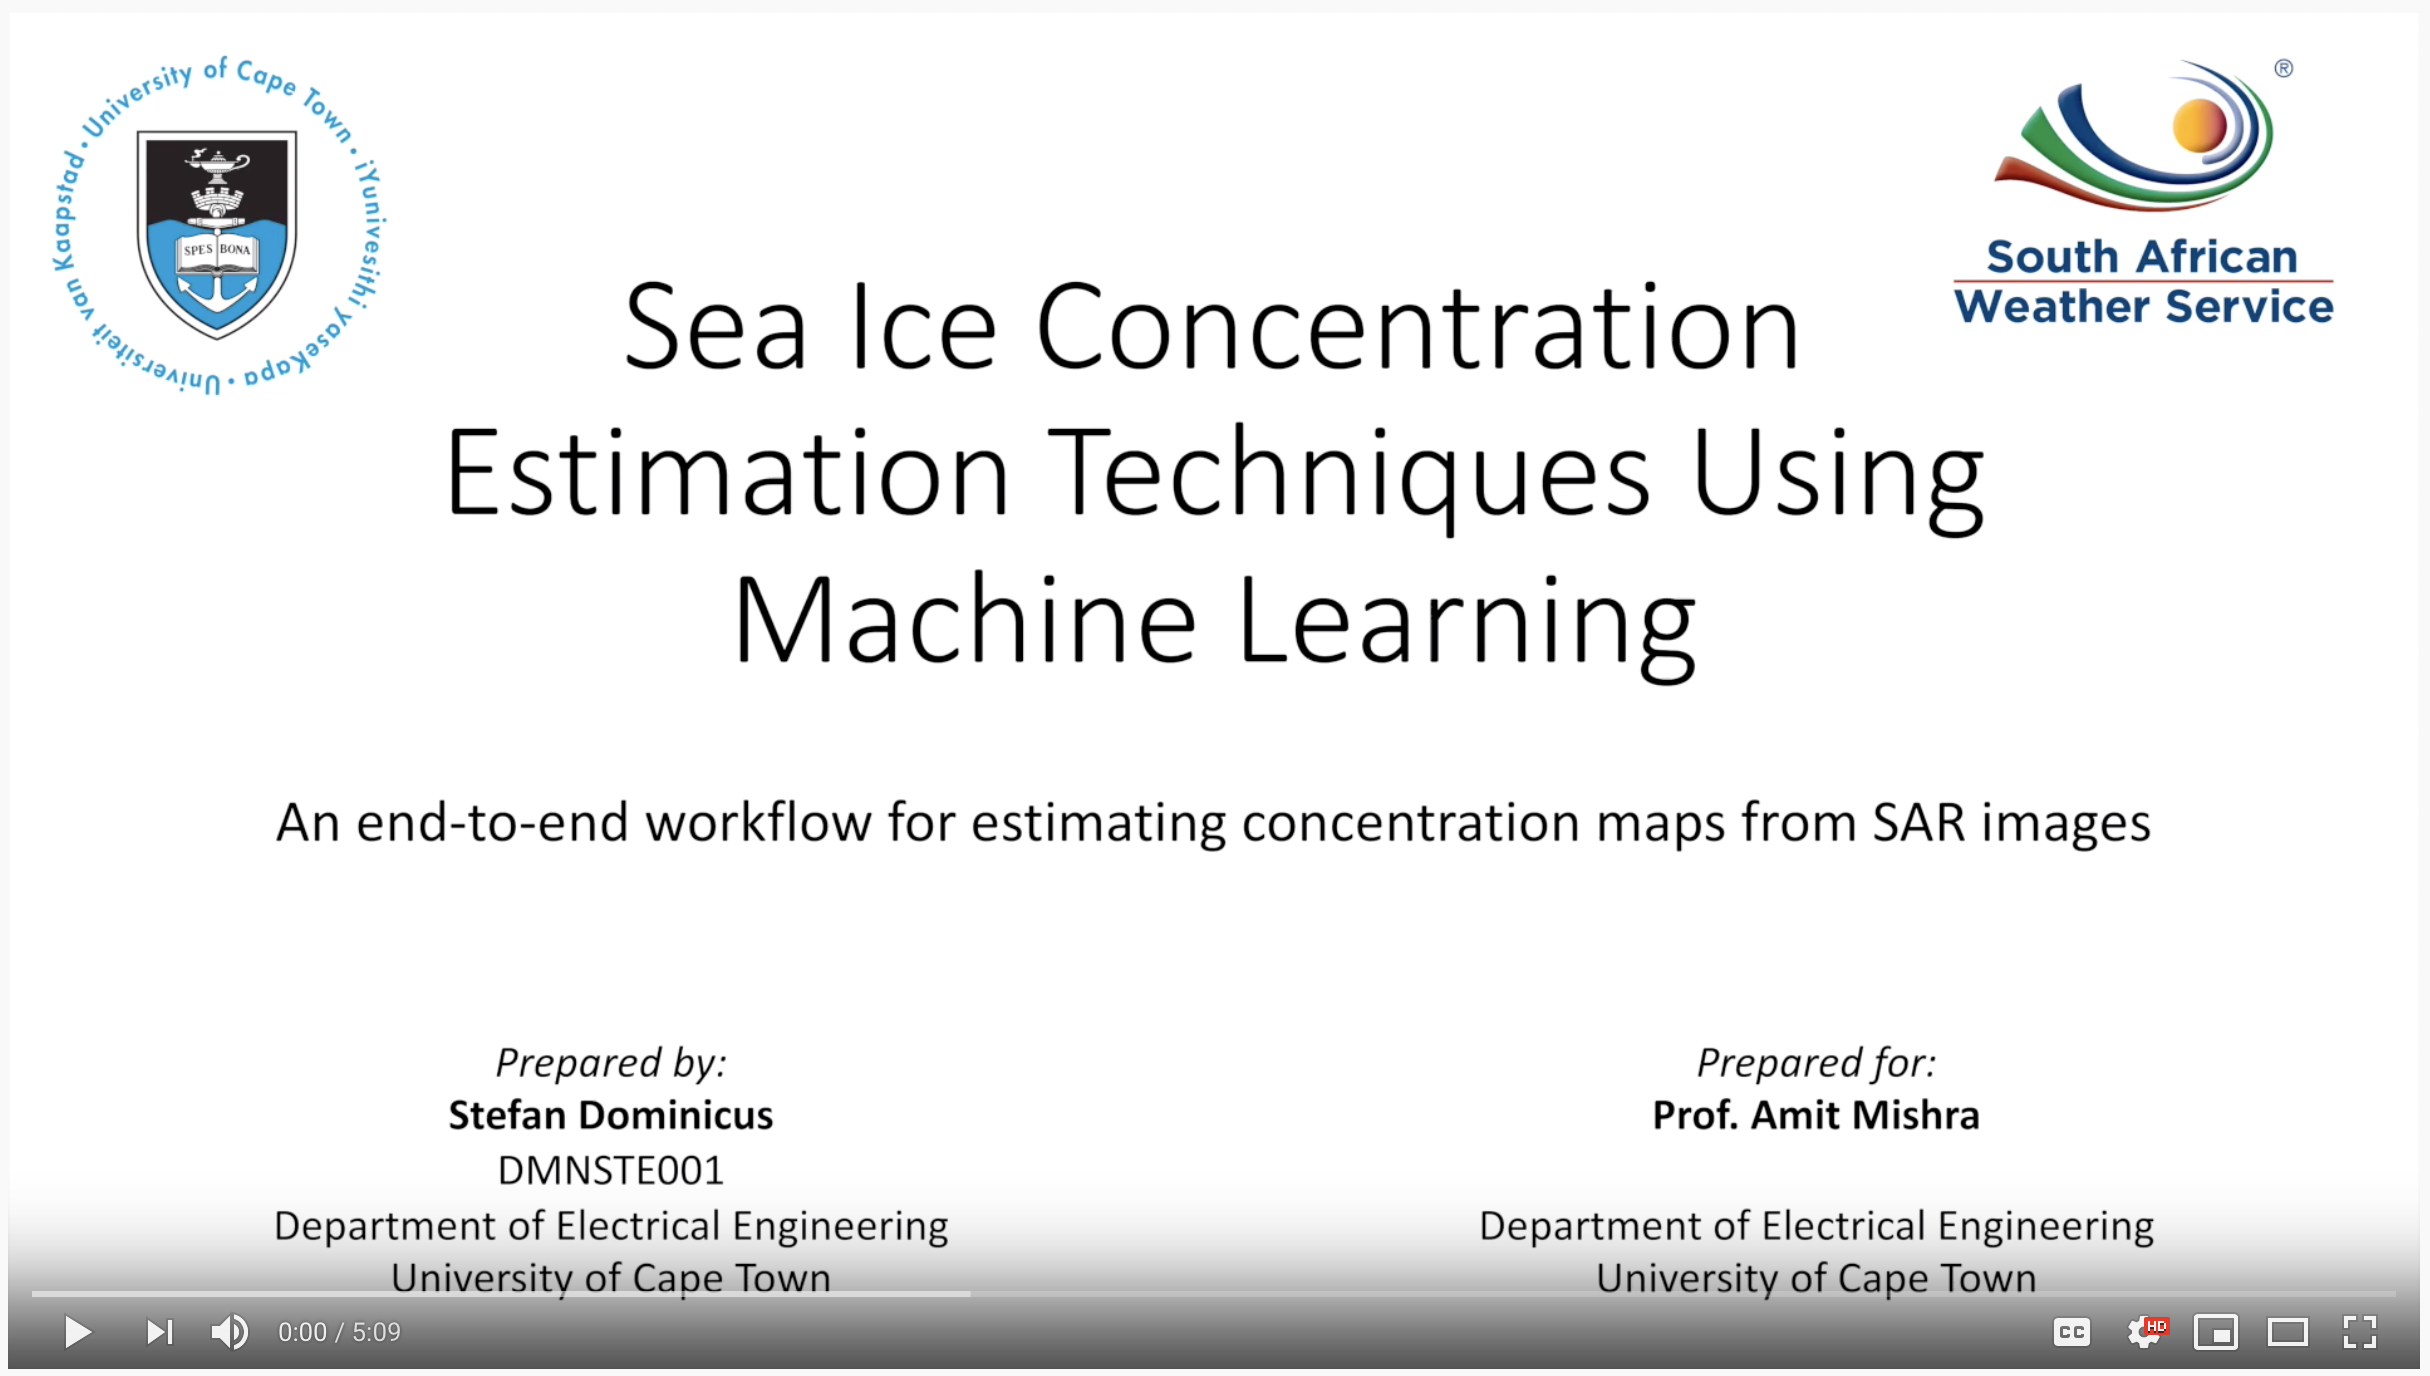 University of Cape Town • iYunivesithi yaseKapa • Universiteit van Kaapstad •
SPES BONA
®
South African
Weather Service
Sea Ice Concentration
Estimation Techniques Using
Machine Learning
An end-to-end workflow for estimating concentration maps from SAR images
Prepared by:
Stefan Dominicus
DMNSTE001
Department of Electrical Engineering
University of Cape Town
Prepared for:
Prof. Amit Mishra
Department of Electrical Engineering
University of Cape Town
0:00 / 5:09
CC
HD